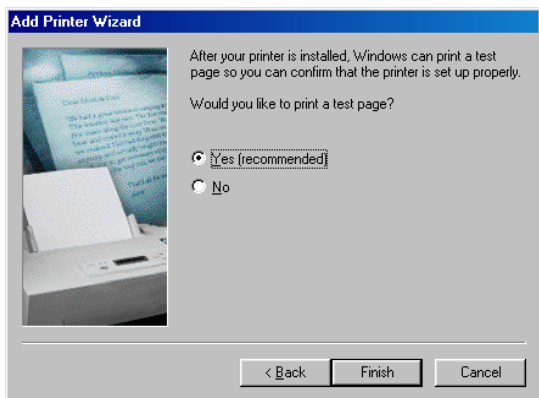 Add Printer Wizard
After your printer is installed, Windows can print a test
page so you can confirm that the printer is set up properly.
Would you like to print a test page?
Yes (recommended)
No
< Back
Finish
Cancel